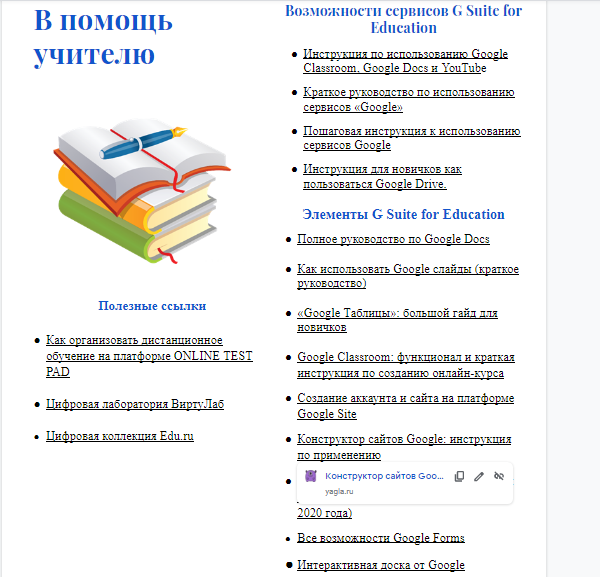 В помощь
учителю
Полезные ссылки
Как организовать дистанционное
обучение на платформе ONLINE TEST
PAD
Цифровая лаборатория ВиртуЛаб
Цифровая коллекция Edu.ru
Возможности сервисов G Suite for
Education
Инструкция по использованию Google
Classroom, Google Docs и YouTube
Краткое руководство по использованию
сервисов «Google»
Пошаговая инструкция к использованию
сервисов Google
Инструкция для новичков как
пользоваться Google Drive.
Элементы G Suite for Education
Полное руководство по Google Docs
Как использовать Google слайды (краткое
руководство)
«Google Таблицы»: большой гайд для
новичков
Google Classroom: функционал и краткая
инструкция по созданию онлайн-курса
Создание аккаунта и сайта на платформе
Google Site
Конструктор сайтов Google: инструкция
по применению
Конструктор сайтов Goo...
yagla.ru
2020 года)
Все возможности Google Forms
Интерактивная доска от Google